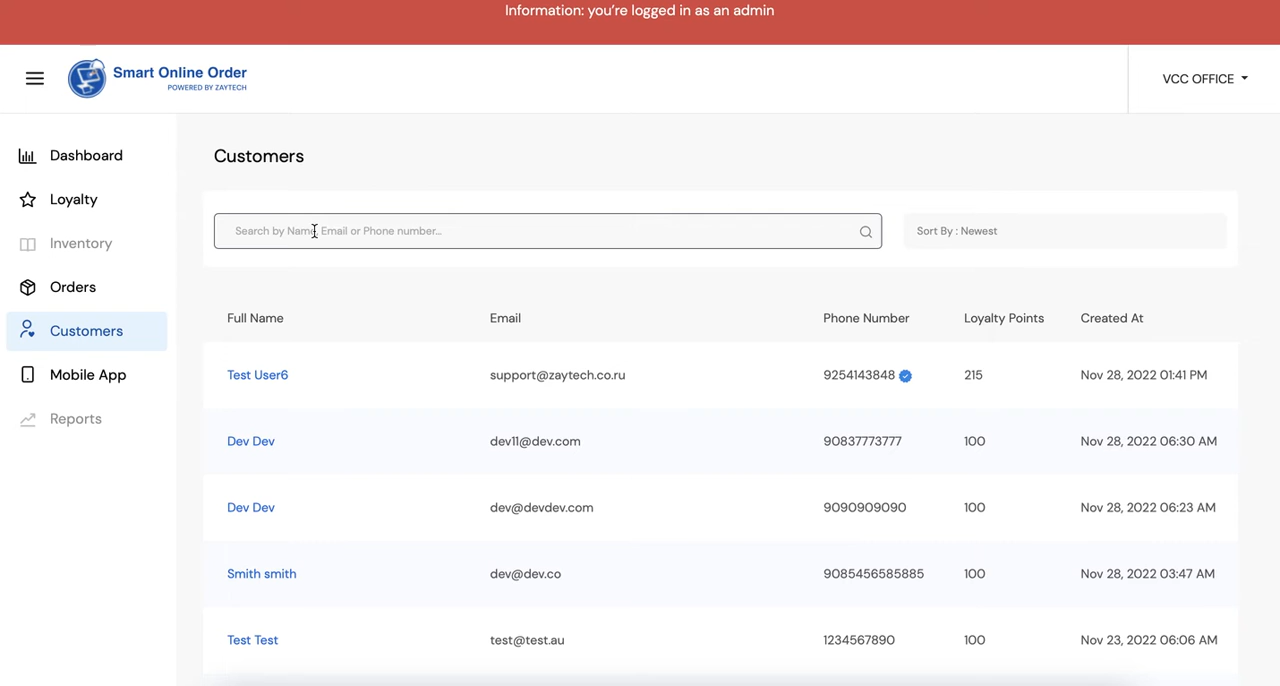 Information: you're logged in as an admin
Smart Online Order
POWERED BY ZAYTECH
VCC OFFICE
Dashboard
Loyalty
Inventory
Orders
Customers
Mobile App
Reports
Customers
Search by Name, Email or Phone number...
Sort By : Newest
Full Name Email Phone Number Loyalty Points Created At
Test User6 support@zaytech.co.ru 9254143848 215 Nov 28, 2022 01:41 PM
Dev Dev dev11@dev.com 90837773777 100 Nov 28, 2022 06:30 AM
Dev Dev dev@devdev.com 9090909090 100 Nov 28, 2022 06:23 AM
Smith smith dev@dev.co 9085456585885 100 Nov 28, 2022 03:47 AM
Test Test test@test.au 1234567890 100 Nov 23, 2022 06:06 AM